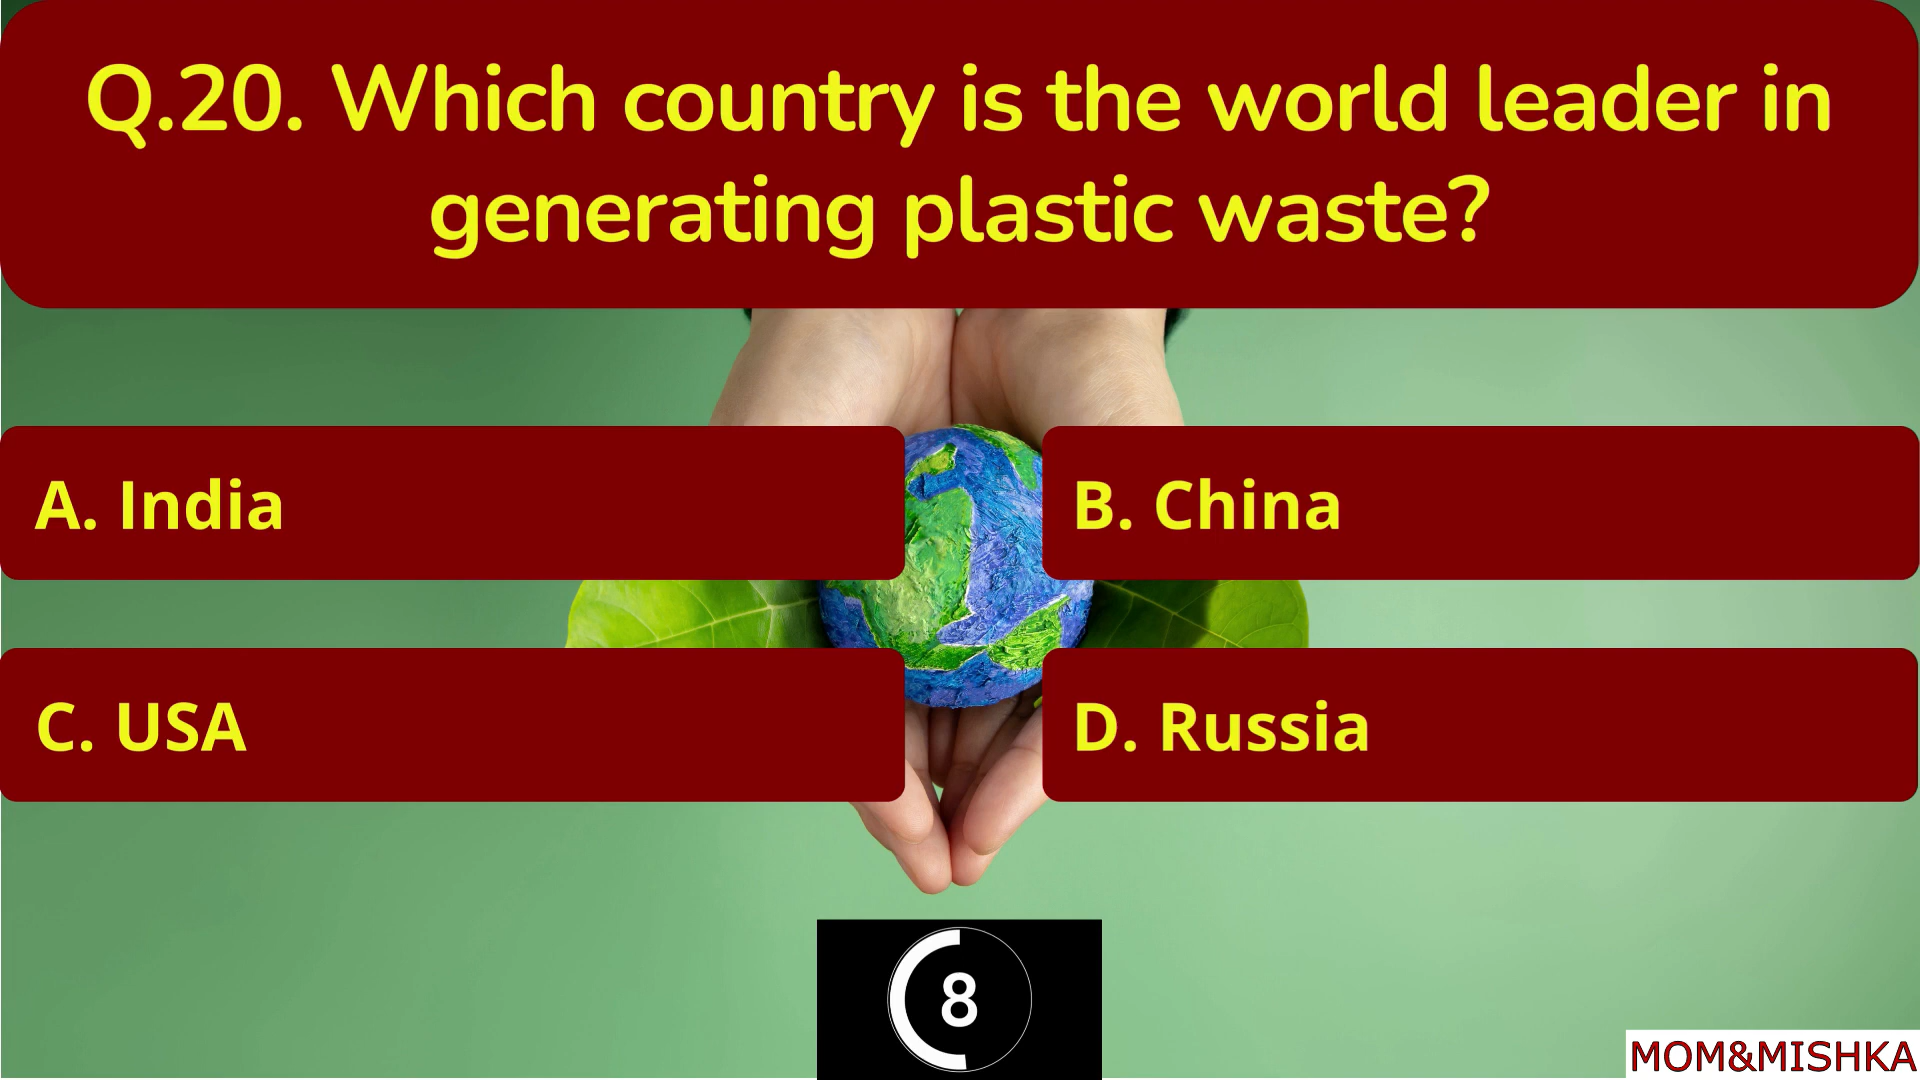 Q.20. Which country is the world leader in
generating plastic waste?
A. India
B. China
C. USA
D. Russia
8
MOM&MISHKA